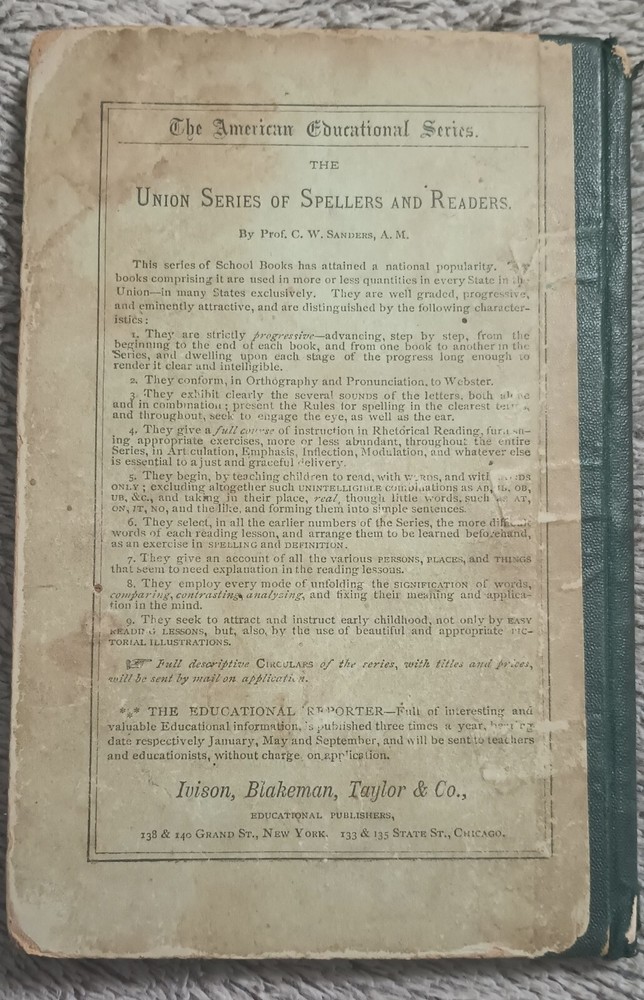 The American Educational Series.
THE
UNION SERIES OF SPELLERS AND READERS.
By Prof. C. W. SANDERS, A. M.
This series of School Books has attained a national popularity.
books comprising it are used in more or less quantities in every State in the
Union—in many States exclusively. They are well graded, progressive,
and eminently attractive, and are distinguished by the following character-
istics:
1. They are strictly progressive—advancing, step by step, from the
beginning to the end of each book, and from one book to another in the
Series, and dwelling upon each stage of the progress long enough to
render it clear and intelligible.
2. They conform, in Orthography and Pronunciation, to Webster.
3. They exhibit clearly the several SOUNDS of the letters, both
and in combination; present the Rules for spelling in the clearest
and throughout, seek to engage the eye, as well as the ear.
4. They give a full course of instruction in Rhetorical Reading, furnish-
ing appropriate exercises, more or less abundant, throughout the entire
Series, in Articulation, Emphasis, Inflection, Modulation, and whatever else
is essential to a just and graceful delivery.
5. They begin, by teaching children to read, with WORDS, and with WORDS
ONLY; excluding altogether such UNINTELLIGIBLE combinations as AB, IB, OB,
UB, &C., and taking in their place, real, though little words, such as AT,
ON, IT, NO, and the like, and forming them into simple sentences.
6. They select, in all the earlier numbers of the Series, the more difficult
words of each reading lesson, and arrange them to be learned beforehand,
as an exercise in SPELLING and DEFINITION.
7. They give an account of all the various PERSONS, PLACES, and THINGS
that seem to need explanation in the reading lessons.
8. They employ every mode of unfolding the SIGNIFICATION of words,
comparing, contrasting, analyzing, and fixing their meaning and applica-
tion in the mind.
9. They seek to attract and instruct early childhood, not only by EASY
READING LESSONS, but, also, by the use of beautiful and appropriate PIC-
TORIAL ILLUSTRATIONS.
☞ Full descriptive CIRCULARS of the series, with titles and prices,
will be sent by mail on application.
*** THE EDUCATIONAL REPORTER—Full of interesting and
valuable Educational information, is published three times a year, bearing
date respectively January, May and September, and will be sent to teachers
and educationists, without charge, on application.
Ivison, Blakeman, Taylor & Co.,
EDUCATIONAL PUBLISHERS,
138 & 140 GRAND ST., NEW YORK. 133 & 135 STATE ST., CHICAGO.